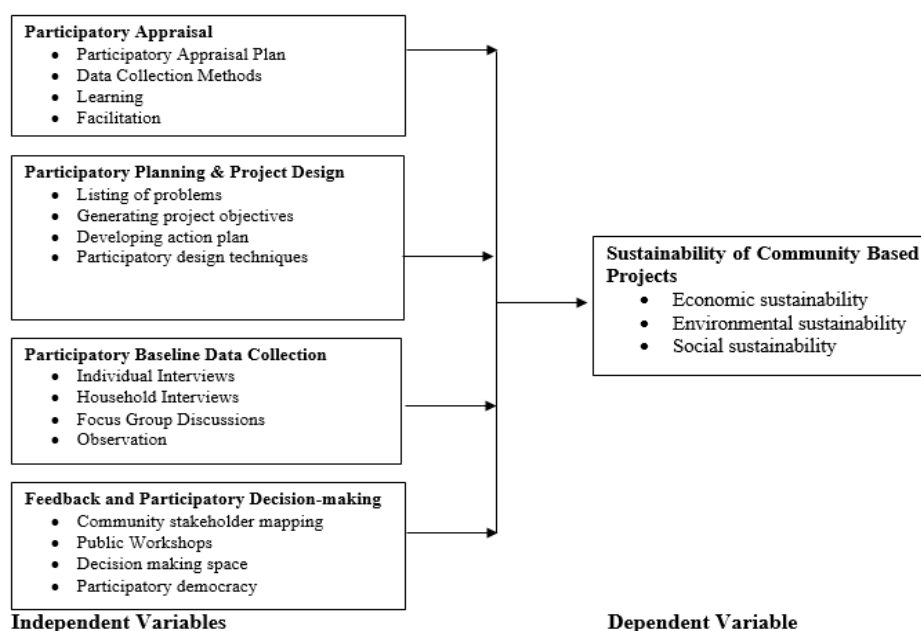 Participatory Appraisal
• Participatory Appraisal Plan
• Data Collection Methods
• Learning
• Facilitation
Participatory Planning & Project Design
• Listing of problems
• Generating project objectives
• Developing action plan
• Participatory design techniques
Participatory Baseline Data Collection
• Individual Interviews
• Household Interviews
• Focus Group Discussions
• Observation
Feedback and Participatory Decision-making
• Community stakeholder mapping
• Public Workshops
• Decision making space
• Participatory democracy
Independent Variables
Sustainability of Community Based
Projects
• Economic sustainability
• Environmental sustainability
• Social sustainability
Dependent Variable